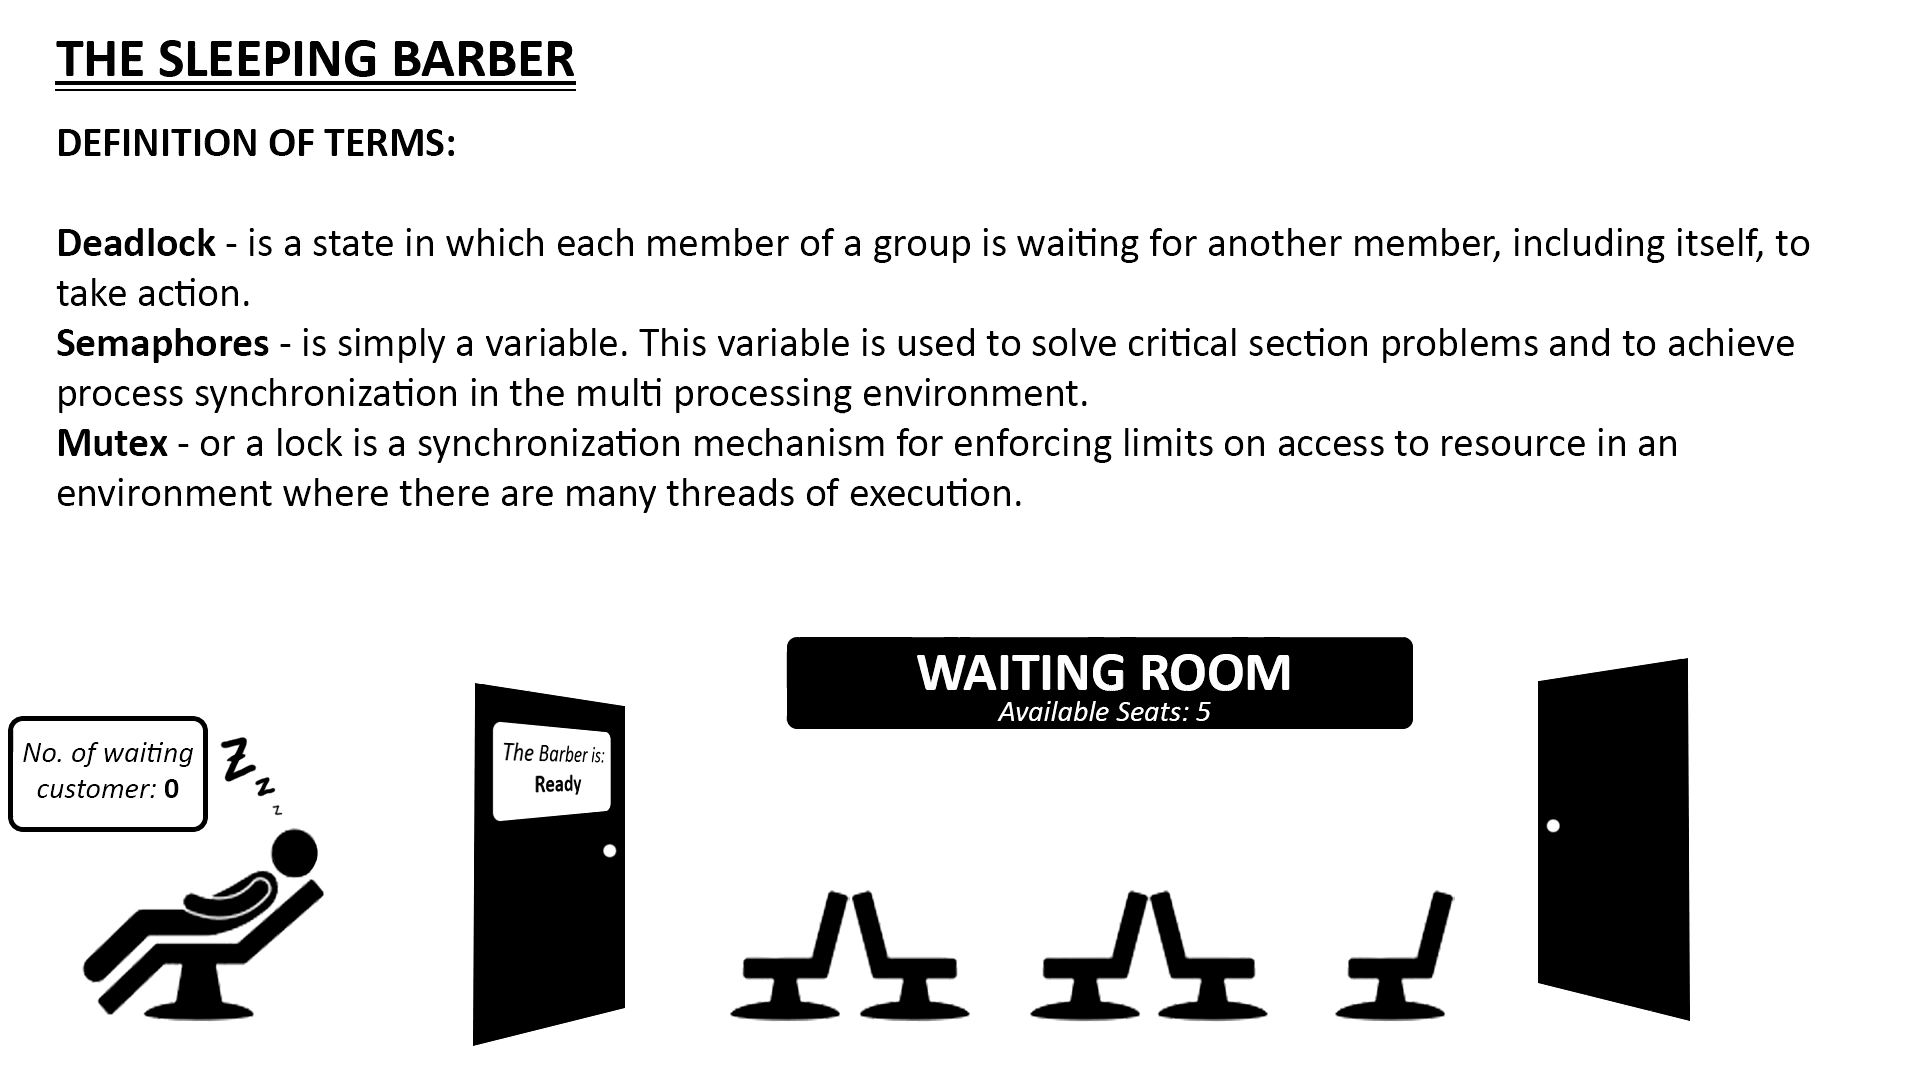 THE SLEEPING BARBER
DEFINITION OF TERMS:
Deadlock - is a state in which each member of a group is waiting for another member, including itself, to
take action.
Semaphores - is simply a variable. This variable is used to solve critical section problems and to achieve
process synchronization in the multi processing environment.
Mutex - or a lock is a synchronization mechanism for enforcing limits on access to resource in an
environment where there are many threads of execution.
WAITING ROOM
Available Seats: 5
No. of waiting
customer: 0
Z
z
z
The Barber is:
Ready